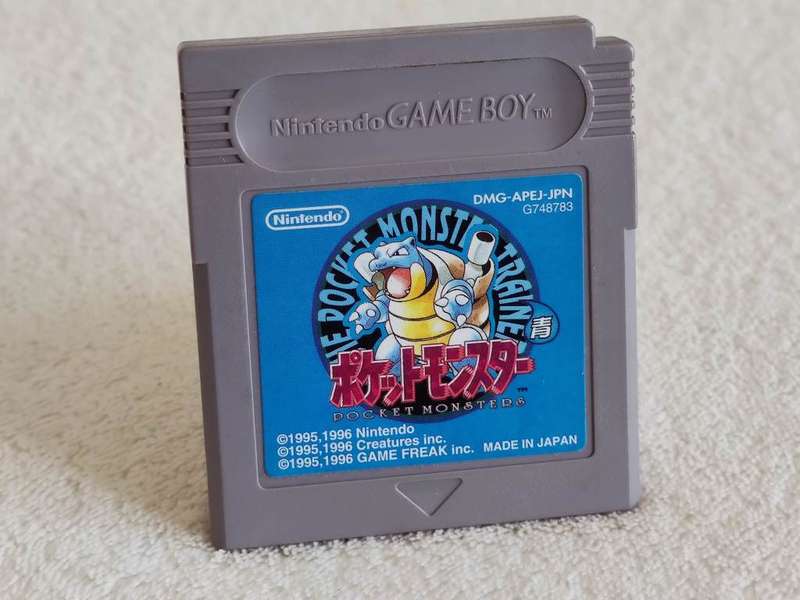 Nintendo GAME BOY™
Nintendo®
DMG-APEJ-JPN
G748783
POCKET MONSTER TRAINER
青
ポケットモンスター™
POCKET MONSTERS
©1995,1996 Nintendo
©1995,1996 Creatures inc.
©1995,1996 GAME FREAK inc.
MADE IN JAPAN